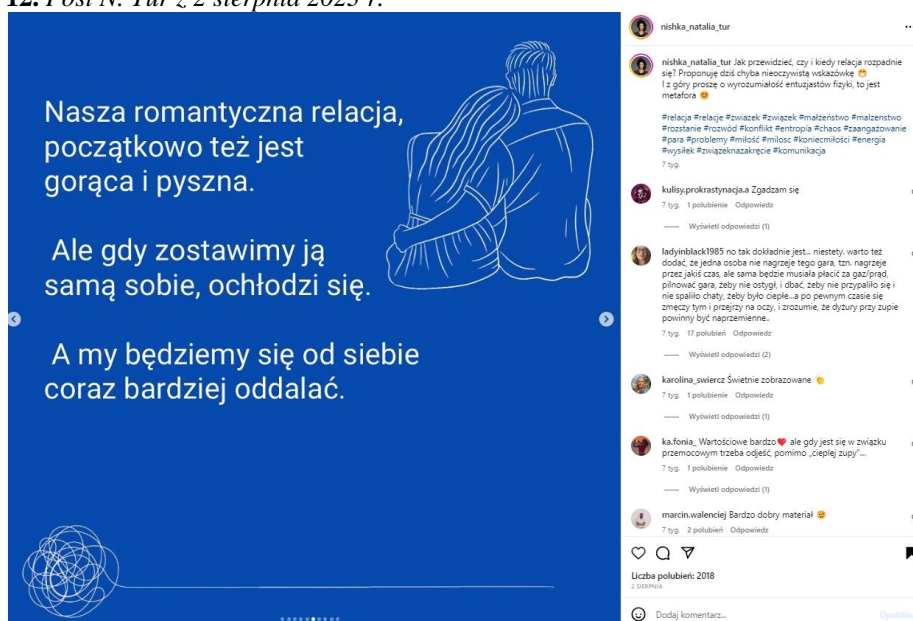 12. Post N. Tur z 2 sierpnia 2023 r.
Nasza romantyczna relacja,
początkowo też jest
gorąca i pyszna.
Ale gdy zostawimy ją
samą sobie, ochłodzi się.
A my będziemy się od siebie
coraz bardziej oddalać.
nishka_natalia_tur
nishka_natalia_tur Jak przewidzieć, czy i kiedy relacja rozpadnie
się? Proponuję dziś chyba nieoczywistą wskazówkę
I z góry proszę o wyrozumiałość entuzjastów fizyki, to jest
metafora
#relacja #relacje #zwiazek #związek #małżeństwo #malzenstwo
#rozstanie #rozwód #konflikt #entropia #chaos #zaangażowanie
#para #problemy #miłość #milosc #koniecmiłości #energia
#wysiłek #związeknazakręcie #komunikacja
7 tyg.
kulisy.prokrastynacja.a Zgadzam się
7 tyg. 1 polubienie Odpowiedz
Wyświetl odpowiedzi (1)
ladyinblack1985 no tak dokładnie jest... niestety. warto też
dodać, że jedna osoba nie nagrzeje tego gara, tzn. nagrzeje
przez jakiś czas, ale sama będzie musiała płacić za gaz/prąd,
pilnować gara, żeby nie ostygł, i dbać, żeby nie przypaliło się i
nie spaliło chaty, żeby było ciepłe...a po pewnym czasie się
zmęczy tym i przejrzy na oczy, i zrozumie, że dyżury przy zupie
powinny być naprzemienne..
7 tyg. 17 polubień Odpowiedz
Wyświetl odpowiedzi (2)
karolina_swiercz Świetnie zobrazowane
7 tyg. 1 polubienie Odpowiedz
Wyświetl odpowiedzi (1)
ka.fonia_ Wartościowe bardzo ale gdy jest się w związku
przemocowym trzeba odjeść, pomimo „cieplej zupy"...
7 tyg. 1 polubienie Odpowiedz
Wyświetl odpowiedzi (1)
marcin.walenciej Bardzo dobry materiał
7 tyg. 2 polubień Odpowiedz
Liczba polubień: 2018
2 SIERPNIA
Dodaj komentarz...